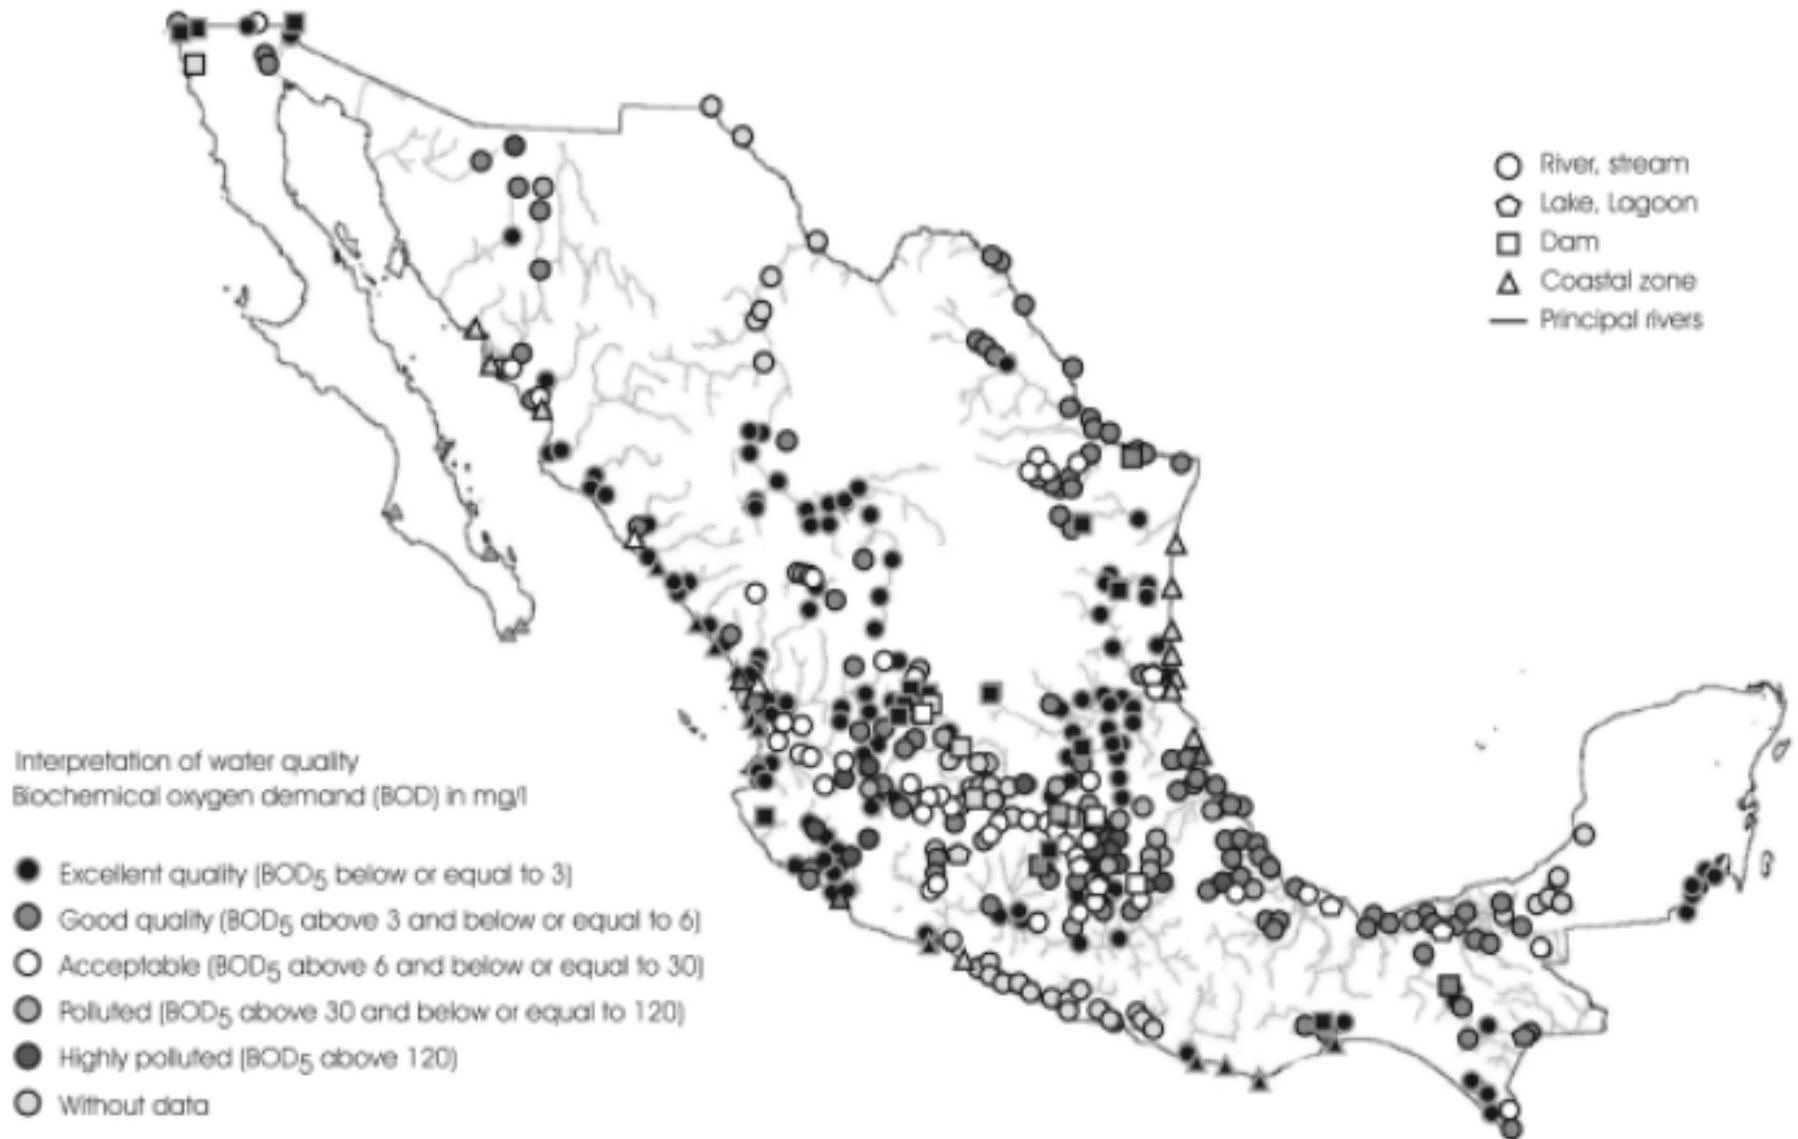 River, stream
Lake, Lagoon
Dam
Coastal zone
Principal rivers
Interpretation of water quality
Biochemical oxygen demand (BOD) in mg/l
Excellent quality (BOD5 below or equal to 3)
Good quality (BOD5 above 3 and below or equal to 6)
Acceptable (BOD5 above 6 and below or equal to 30)
Polluted (BOD5 above 30 and below or equal to 120)
Highly polluted (BOD5 above 120)
Without data